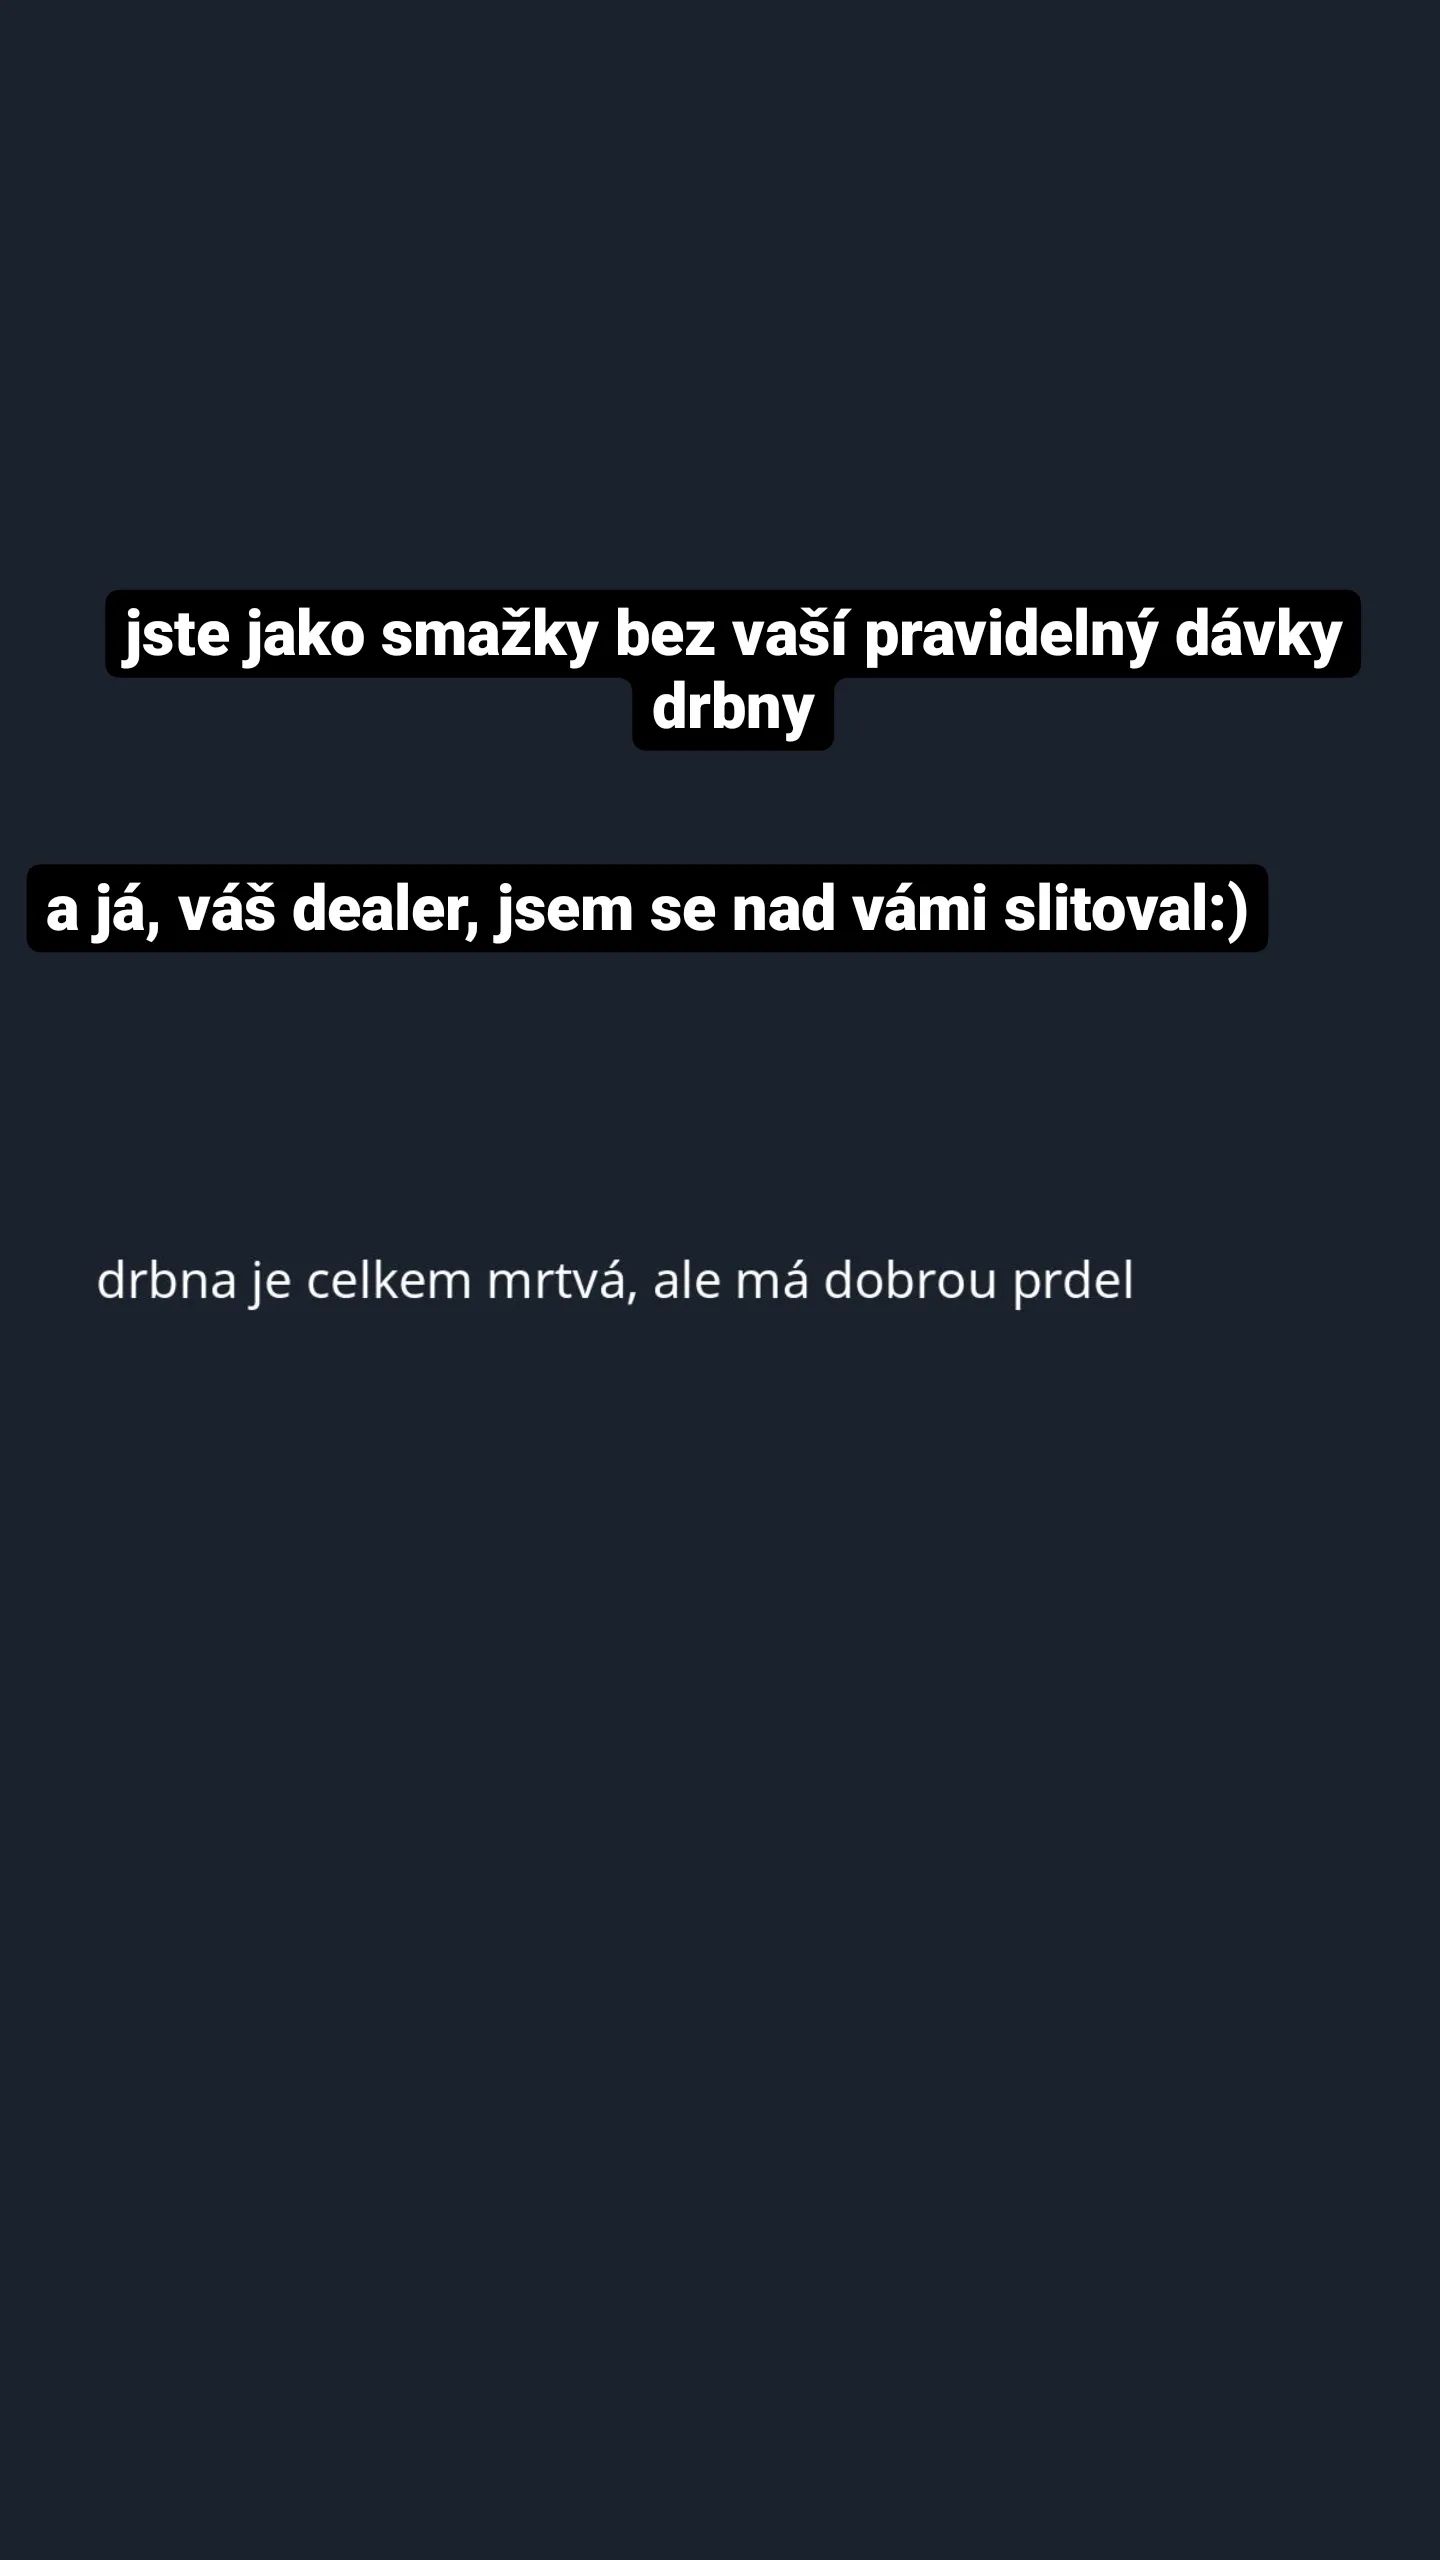 jste jako smažky bez vaší pravidelný dávky
drbny
a já, váš dealer, jsem se nad vámi slitoval:)
drbna je celkem mrtvá, ale má dobrou prdel